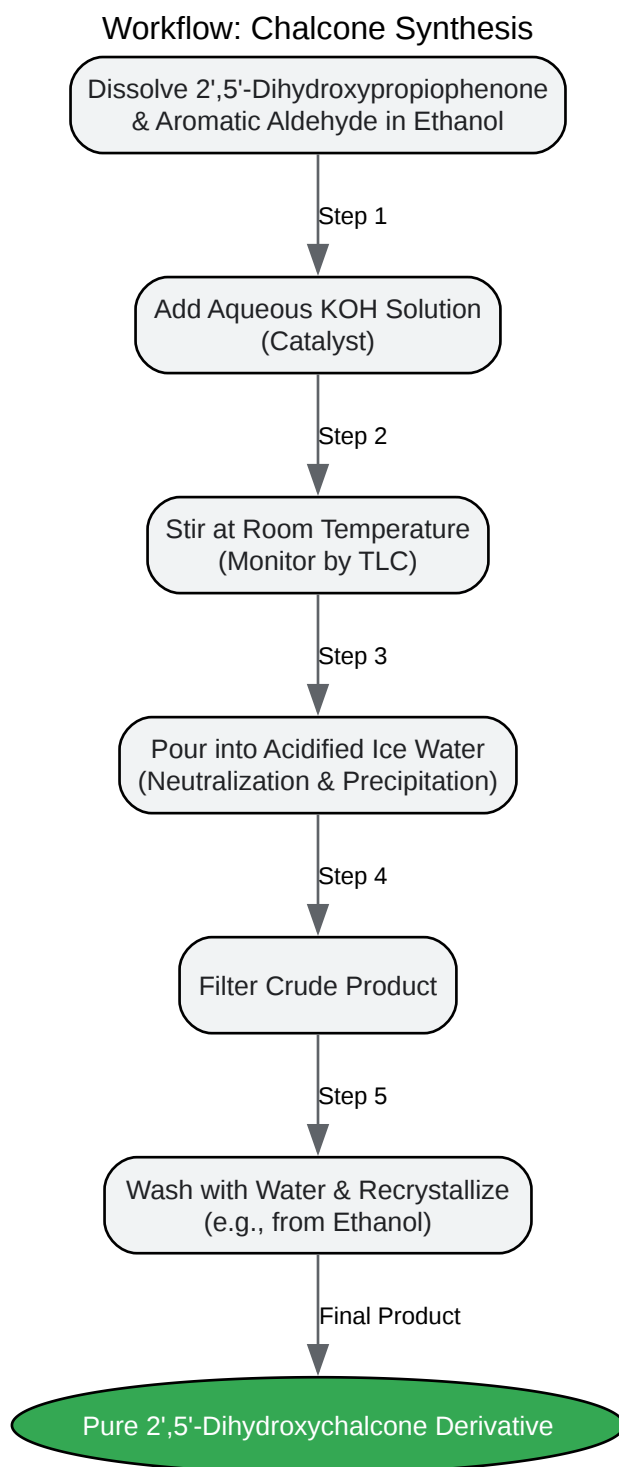 Workflow: Chalcone Synthesis
Dissolve 2',5'-Dihydroxypropiophenone
& Aromatic Aldehyde in Ethanol
Step 1
Add Aqueous KOH Solution
(Catalyst)
Step 2
Stir at Room Temperature
(Monitor by TLC)
Step 3
Pour into Acidified Ice Water
(Neutralization & Precipitation)
Step 4
Filter Crude Product
Step 5
Wash with Water & Recrystallize
(e.g., from Ethanol)
Final Product
Pure 2',5'-Dihydroxychalcone Derivative